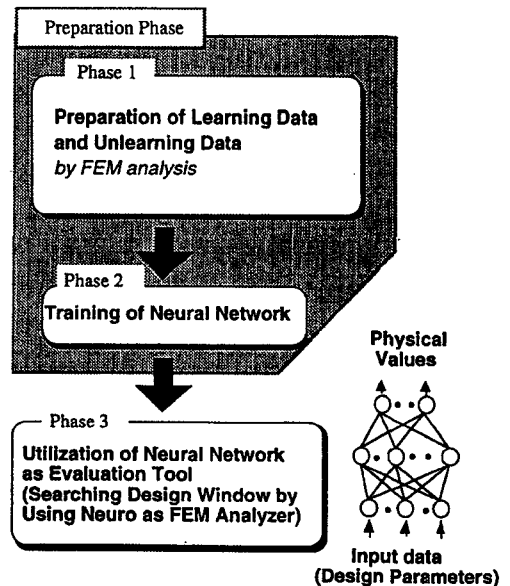 Preparation Phase
Phase 1
Preparation of Learning Data
and Unlearning Data
by FEM analysis
Phase 2
Training of Neural Network
Phase 3
Utilization of Neural Network
as Evaluation Tool
(Searching Design Window by
Using Neuro as FEM Analyzer)
Physical
Values
Input data
(Design Parameters)